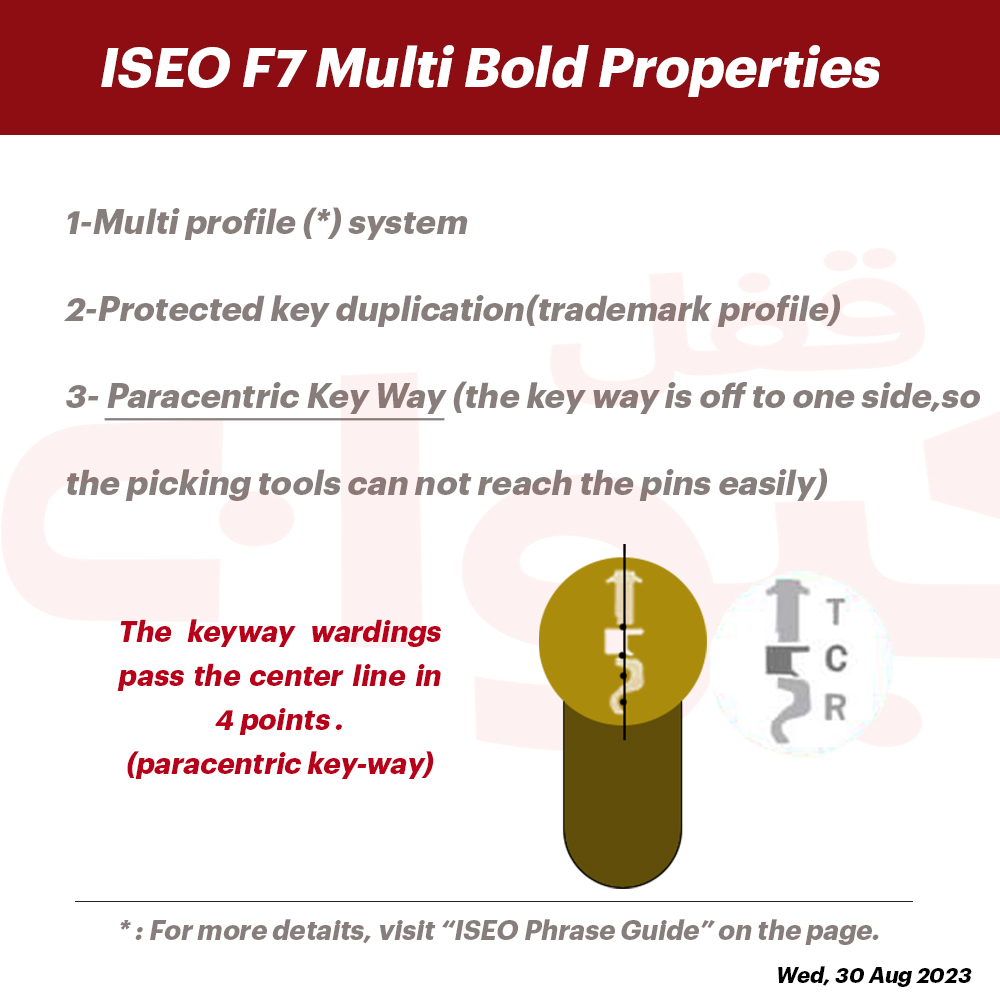 ISEO F7 Multi Bold Properties
1-Multi profile (*) system
2-Protected key duplication(trademark profile)
3- Paracentric Key Way (the key way is off to one side,so
the picking tools can not reach the pins easily)
قفل
کیوان
The keyway wardings
pass the center line in
4 points .
(paracentric key-way)
T
C
R
* : For more detaits, visit “ISEO Phrase Guide” on the page.
Wed, 30 Aug 2023